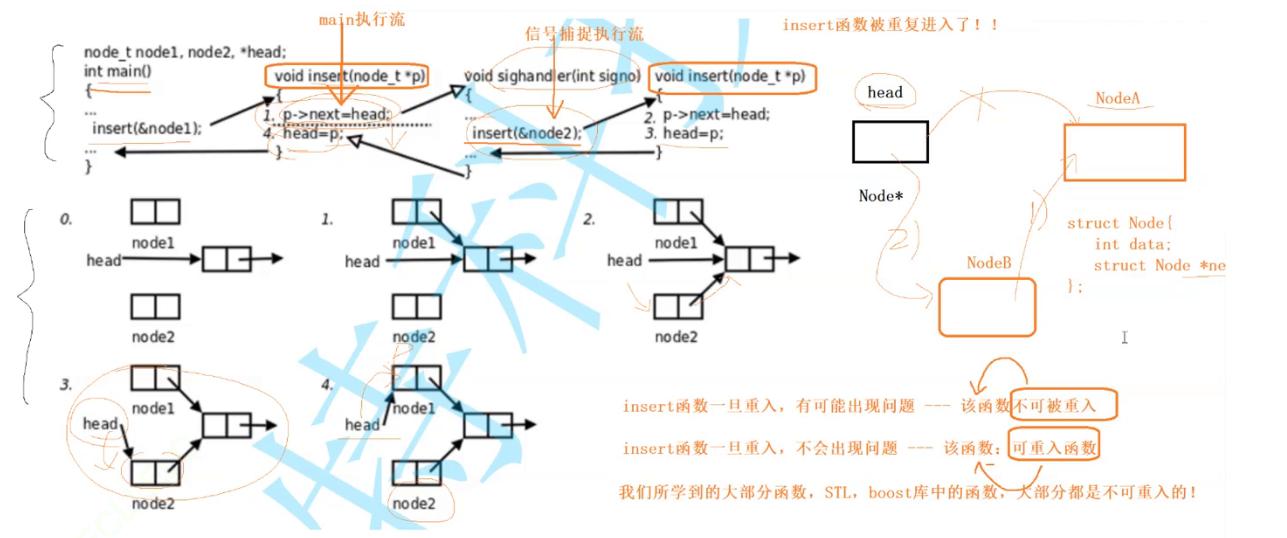 main执行流
信号捕捉执行流
insert函数被重复进入了！！
node_t node1, node2, *head;
int main()
{
...
insert(&node1);
...
}
void insert(node_t *p)
{
1. p->next=head;
4. head=p;
}
void sighandler(int signo)
{
...
insert(&node2);
...
}
void insert(node_t *p)
{
2. p->next=head;
3. head=p;
}
head
Node*
NodeA
NodeB
1)
2)
struct Node{
int data;
struct Node *ne
};
0.
node1
head
node2
1.
node1
head
node2
2.
node1
head
node2
3.
node1
head
node2
4.
P
node1
head
node2
insert函数一旦重入，有可能出现问题 --- 该函数不可被重入
insert函数一旦重入，不会出现问题 --- 该函数：可重入函数
我们所学到的大部分函数，STL，boost库中的函数，大部分都是不可重入的！